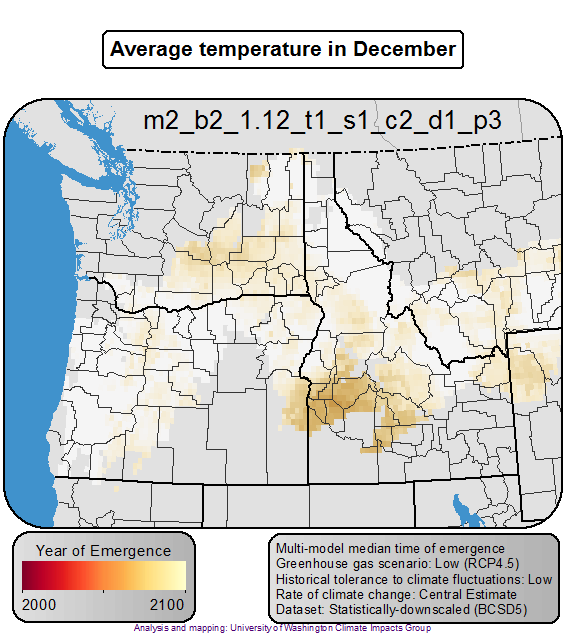 Average temperature in December
m2_b2_1.12_t1_s1_c2_d1_p3
Year of Emergence
2000 2100
Multi-model median time of emergence
Greenhouse gas scenario: Low (RCP4.5)
Historical tolerance to climate fluctuations: Low
Rate of climate change: Central Estimate
Dataset: Statistically-downscaled (BCSD5)
Analysis and mapping: University of Washington Climate Impacts Group